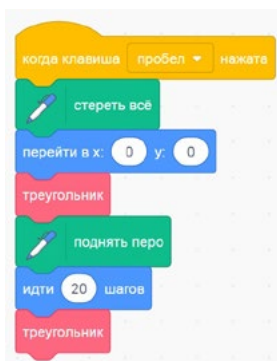 когда клавиша пробел нажата
стереть всё
перейти в x: 0 y: 0
треугольник
поднять перо
идти 20 шагов
треугольник